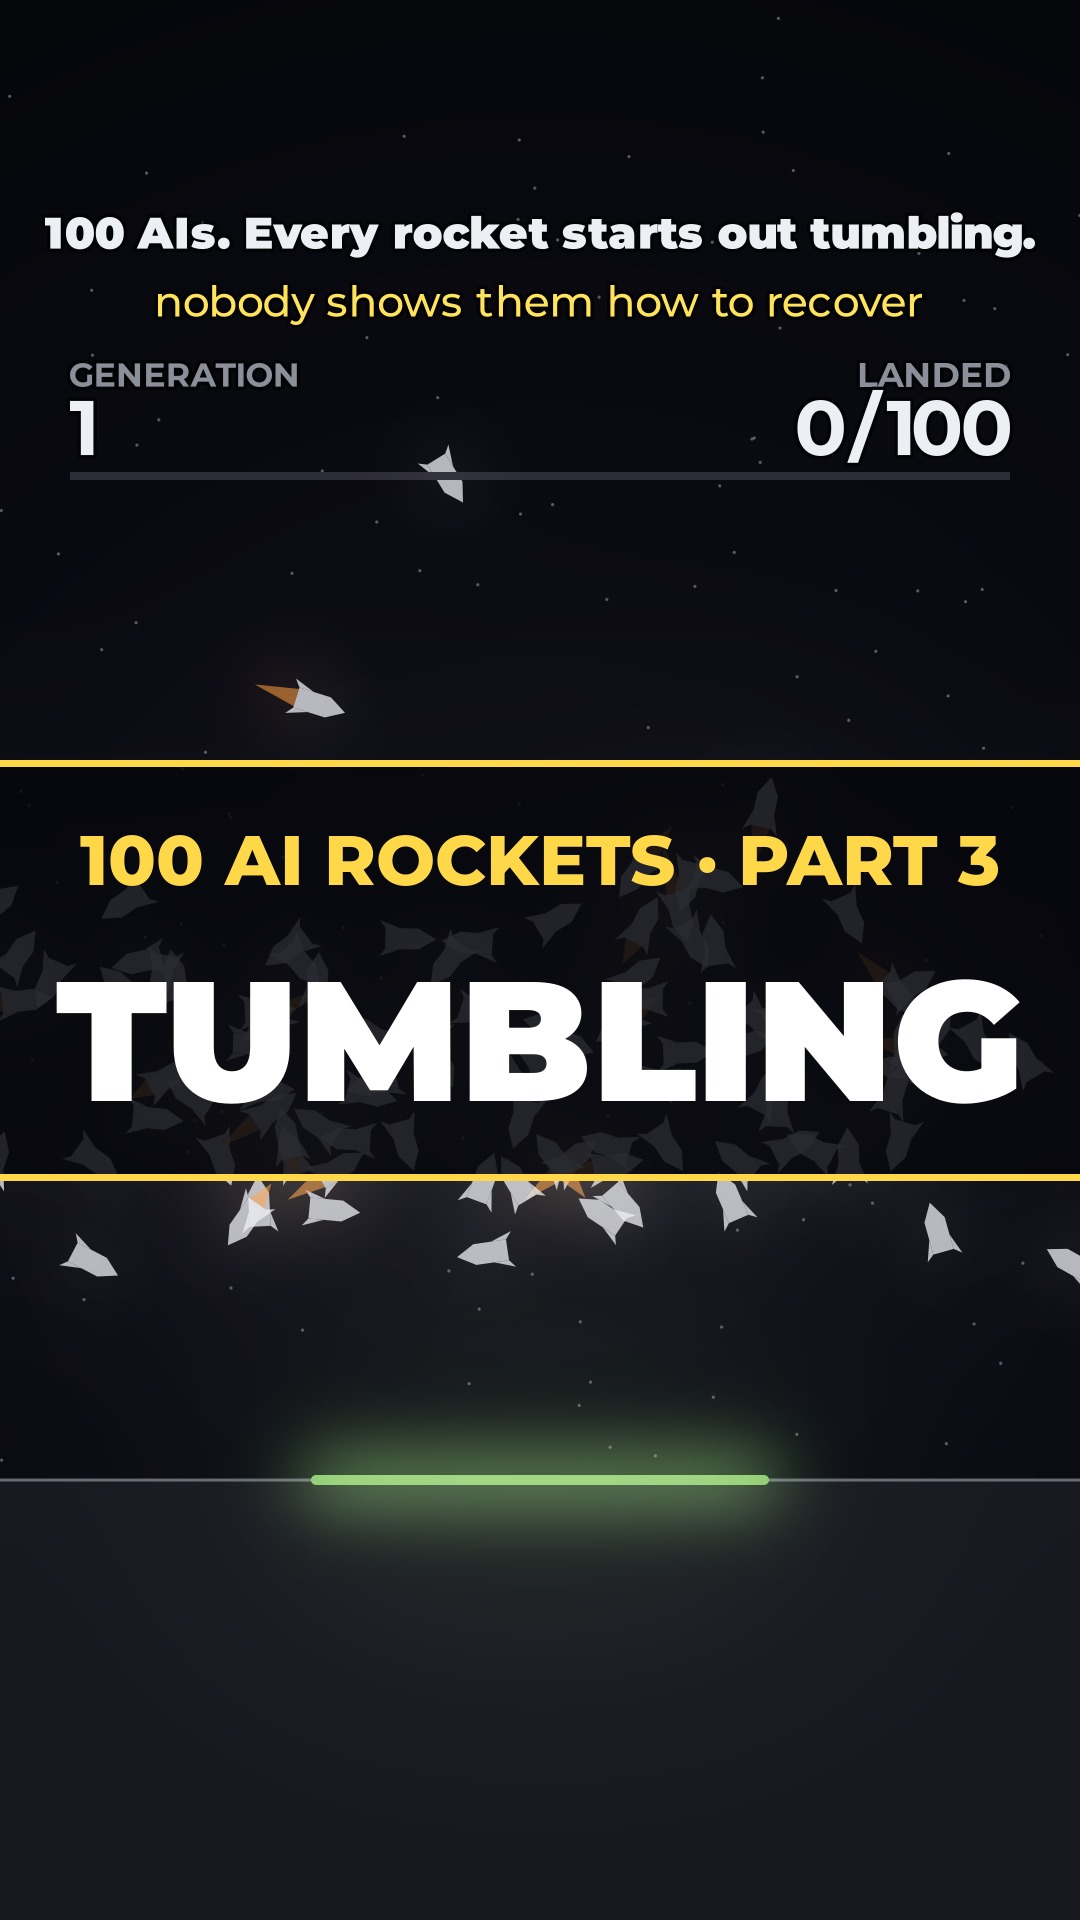 100 AIs. Every rocket starts out tumbling.
nobody shows them how to recover
GENERATION
1
LANDED
0/100
100 AI ROCKETS • PART 3
TUMBLING